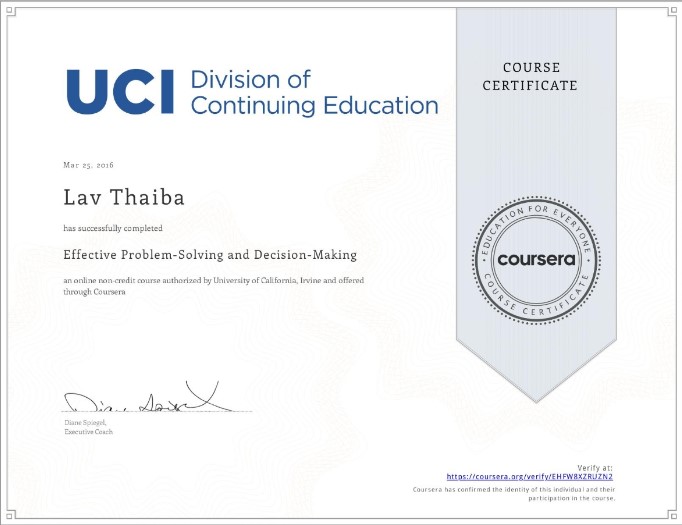 UCI Division of
Continuing Education
COURSE
CERTIFICATE
Mar 25, 2016
Lav Thaiba
has successfully completed
Effective Problem-Solving and Decision-Making
an online non-credit course authorized by University of California, Irvine and offered
through Coursera
EDUCATION FOR EVERYONE
coursera
COURSE CERTIFICATE
Diane Spiegel,
Executive Coach
Verify at:
https://coursera.org/verify/EHFW8XZRUZN2
Coursera has confirmed the identity of this individual and their
participation in the course.